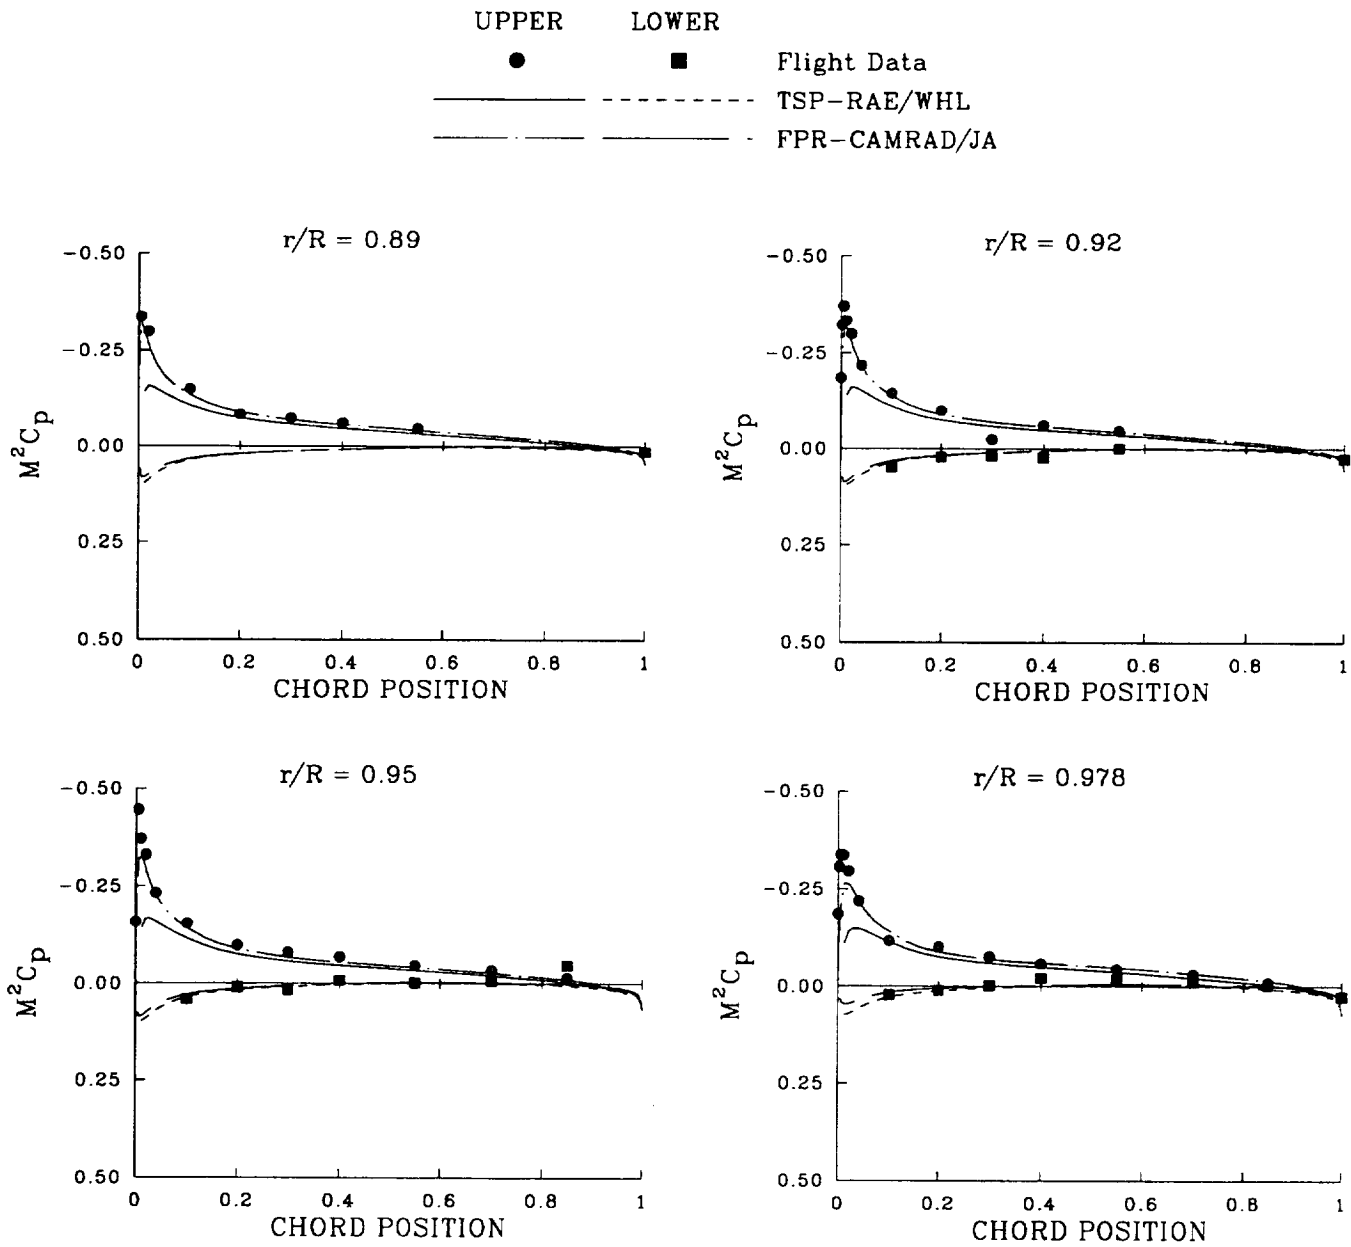 UPPER LOWER
Flight Data
TSP-RAE/WHL
FPR-CAMRAD/JA
r/R = 0.89
-0.50
-0.25
0.00
0.25
0.50
M²Cp
0 0.2 0.4 0.6 0.8 1
CHORD POSITION
r/R = 0.92
-0.50
-0.25
0.00
0.25
0.50
M²Cp
0 0.2 0.4 0.6 0.8 1
CHORD POSITION
r/R = 0.95
-0.50
-0.25
0.00
0.25
0.50
M²Cp
0 0.2 0.4 0.6 0.8 1
CHORD POSITION
r/R = 0.978
-0.50
-0.25
0.00
0.25
0.50
M²Cp
0 0.2 0.4 0.6 0.8 1
CHORD POSITION